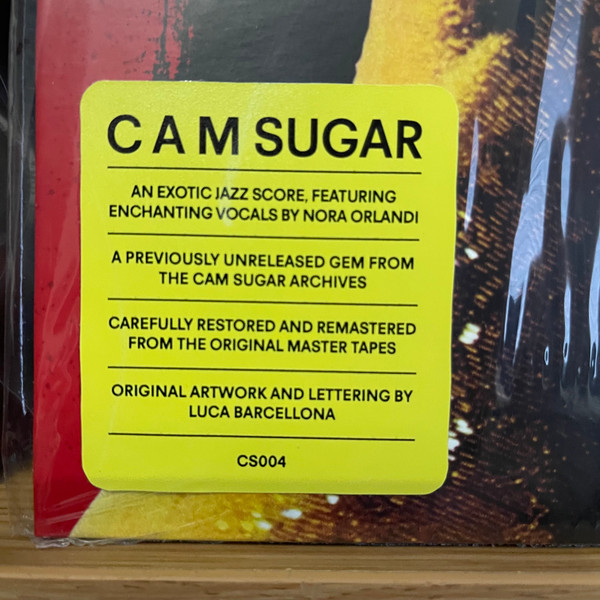 CAM SUGAR
AN EXOTIC JAZZ SCORE, FEATURING
ENCHANTING VOCALS BY NORA ORLANDI
A PREVIOUSLY UNRELEASED GEM FROM
THE CAM SUGAR ARCHIVES
CAREFULLY RESTORED AND REMASTERED
FROM THE ORIGINAL MASTER TAPES
ORIGINAL ARTWORK AND LETTERING BY
LUCA BARCELLONA
CS004